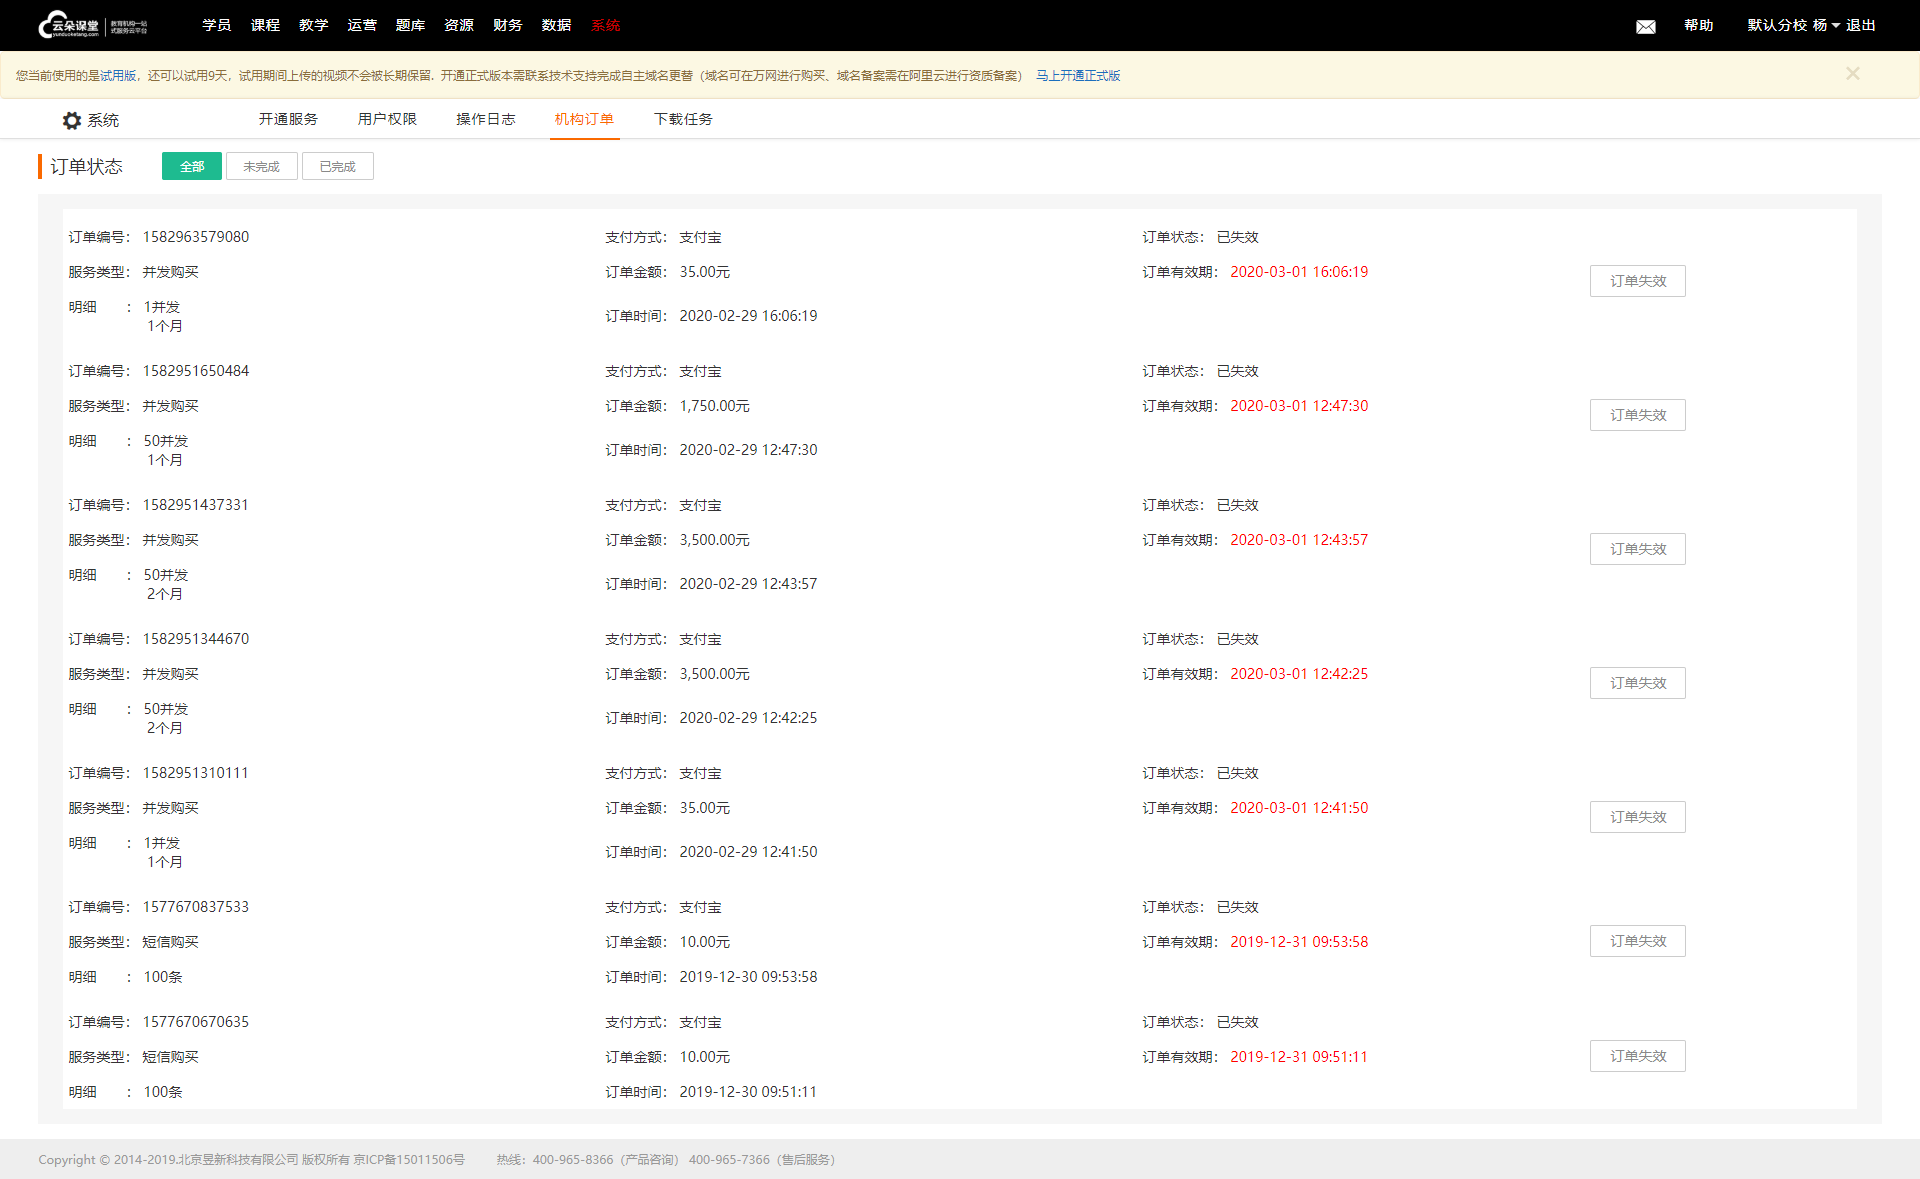 云朵课堂 yunduoketang.com 教育机构一站式服务云平台 学员 课程 教学 运营 题库 资源 财务 数据 系统 帮助 默认分校 杨 退出
您当前使用的是试用版，还可以试用9天，试用期间上传的视频不会被长期保留. 开通正式版本需联系技术支持完成自主域名更替（域名可在万网进行购买、域名备案需在阿里云进行资质备案） 马上开通正式版
系统 开通服务 用户权限 操作日志 机构订单 下载任务
订单状态 全部 未完成 已完成
订单编号： 1582963579080 支付方式： 支付宝 订单状态： 已失效
服务类型： 并发购买 订单金额： 35.00元 订单有效期： 2020-03-01 16:06:19 订单失效
明细 ： 1并发
1个月 订单时间： 2020-02-29 16:06:19
订单编号： 1582951650484 支付方式： 支付宝 订单状态： 已失效
服务类型： 并发购买 订单金额： 1,750.00元 订单有效期： 2020-03-01 12:47:30 订单失效
明细 ： 50并发
1个月 订单时间： 2020-02-29 12:47:30
订单编号： 1582951437331 支付方式： 支付宝 订单状态： 已失效
服务类型： 并发购买 订单金额： 3,500.00元 订单有效期： 2020-03-01 12:43:57 订单失效
明细 ： 50并发
2个月 订单时间： 2020-02-29 12:43:57
订单编号： 1582951344670 支付方式： 支付宝 订单状态： 已失效
服务类型： 并发购买 订单金额： 3,500.00元 订单有效期： 2020-03-01 12:42:25 订单失效
明细 ： 50并发
2个月 订单时间： 2020-02-29 12:42:25
订单编号： 1582951310111 支付方式： 支付宝 订单状态： 已失效
服务类型： 并发购买 订单金额： 35.00元 订单有效期： 2020-03-01 12:41:50 订单失效
明细 ： 1并发
1个月 订单时间： 2020-02-29 12:41:50
订单编号： 1577670837533 支付方式： 支付宝 订单状态： 已失效
服务类型： 短信购买 订单金额： 10.00元 订单有效期： 2019-12-31 09:53:58 订单失效
明细 ： 100条 订单时间： 2019-12-30 09:53:58
订单编号： 1577670670635 支付方式： 支付宝 订单状态： 已失效
服务类型： 短信购买 订单金额： 10.00元 订单有效期： 2019-12-31 09:51:11 订单失效
明细 ： 100条 订单时间： 2019-12-30 09:51:11
Copyright © 2014-2019.北京昱新科技有限公司 版权所有 京ICP备15011506号 热线：400-965-8366（产品咨询） 400-965-7366（售后服务）